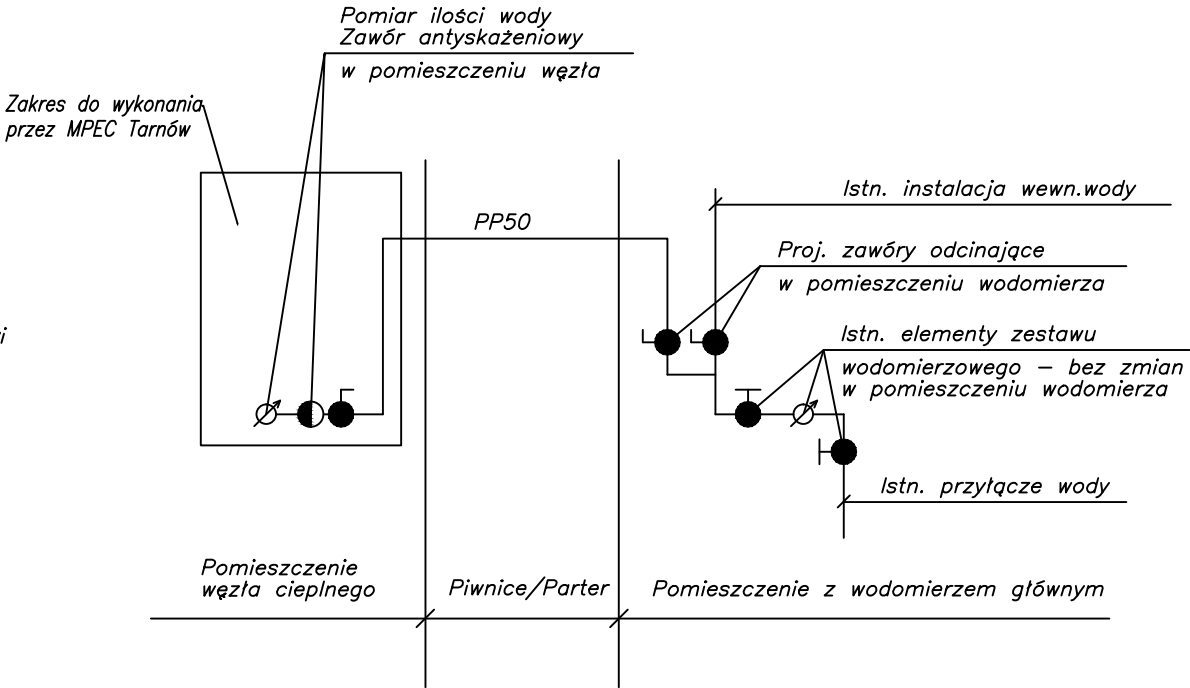 Pomiar ilości wody
Zawór antyskażeniowy
w pomieszczeniu węzła
Zakres do wykonania
przez MPEC Tarnów
Istn. instalacja wewn.wody
PP50
Proj. zawóry odcinające
w pomieszczeniu wodomierza
Istn. elementy zestawu
wodomierzowego – bez zmian
w pomieszczeniu wodomierza
Istn. przyłącze wody
Pomieszczenie
węzła cieplnego
Piwnice/Parter
Pomieszczenie z wodomierzem głównym